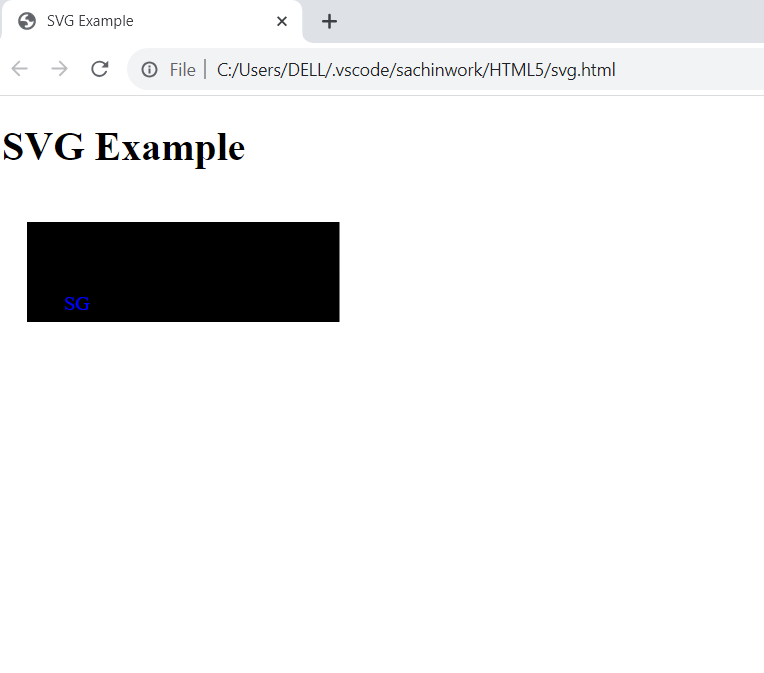 SVG Example
File | C:/Users/DELL/.vscode/sachinwork/HTML5/svg.html
SVG Example
SG